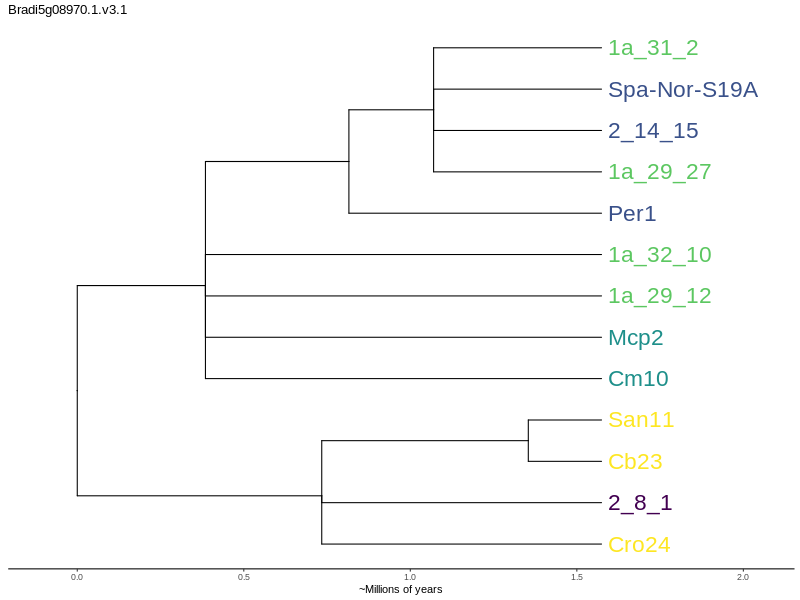 Bradi5g08970.1.v3.1
1a_31_2
Spa-Nor-S19A
2_14_15
1a_29_27
Per1
1a_32_10
1a_29_12
Mcp2
Cm10
San11
Cb23
2_8_1
Cro24
0.0 0.5 1.0 1.5 2.0
~Millions of years